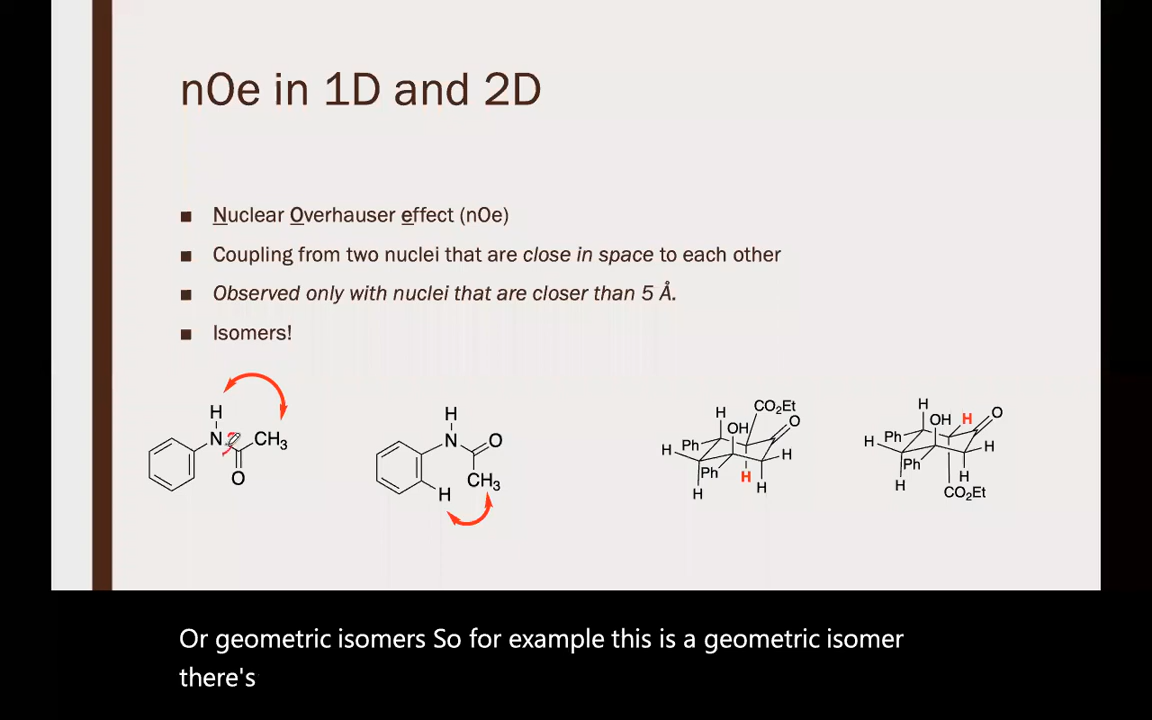 nOe in 1D and 2D
Nuclear Overhauser effect (nOe)
Coupling from two nuclei that are close in space to each other
Observed only with nuclei that are closer than 5 Å.
Isomers!
H
N
CH3
O
H
N
O
CH3
H
H
CO2Et
OH
O
Ph
H
H
Ph
H
H
H
H
OH
H
O
Ph
H
H
Ph
H
H
CO2Et
Or geometric isomers So for example this is a geometric isomer
there's